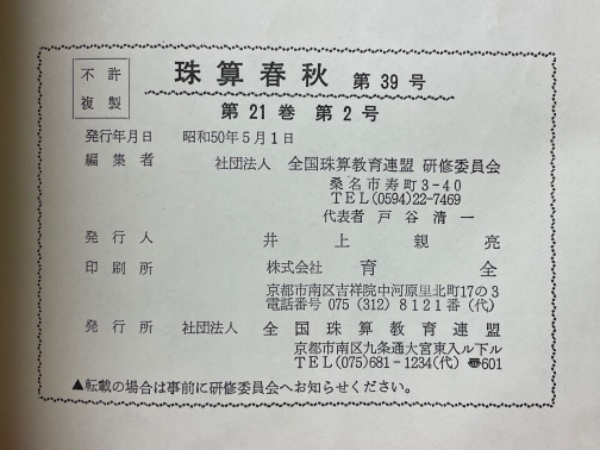 不許
複製
珠算春秋 第39号
第21巻 第2号
発行年月日 昭和50年5月1日
編集者 社団法人 全国珠算教育連盟 研修委員会
桑名市寿町3-40
TEL(0594)22-7469
代表者 戸谷清一
発行人 井上親亮
印刷所 株式会社 育全
京都市南区吉祥院中河原里北町17の3
電話番号 075 (312) 8121番(代)
発行所 社団法人 全国珠算教育連盟
京都市南区九条通大宮東入ル下ル
TEL(075)681-1234(代) 〠601
▲転載の場合は事前に研修委員会へお知らせください。